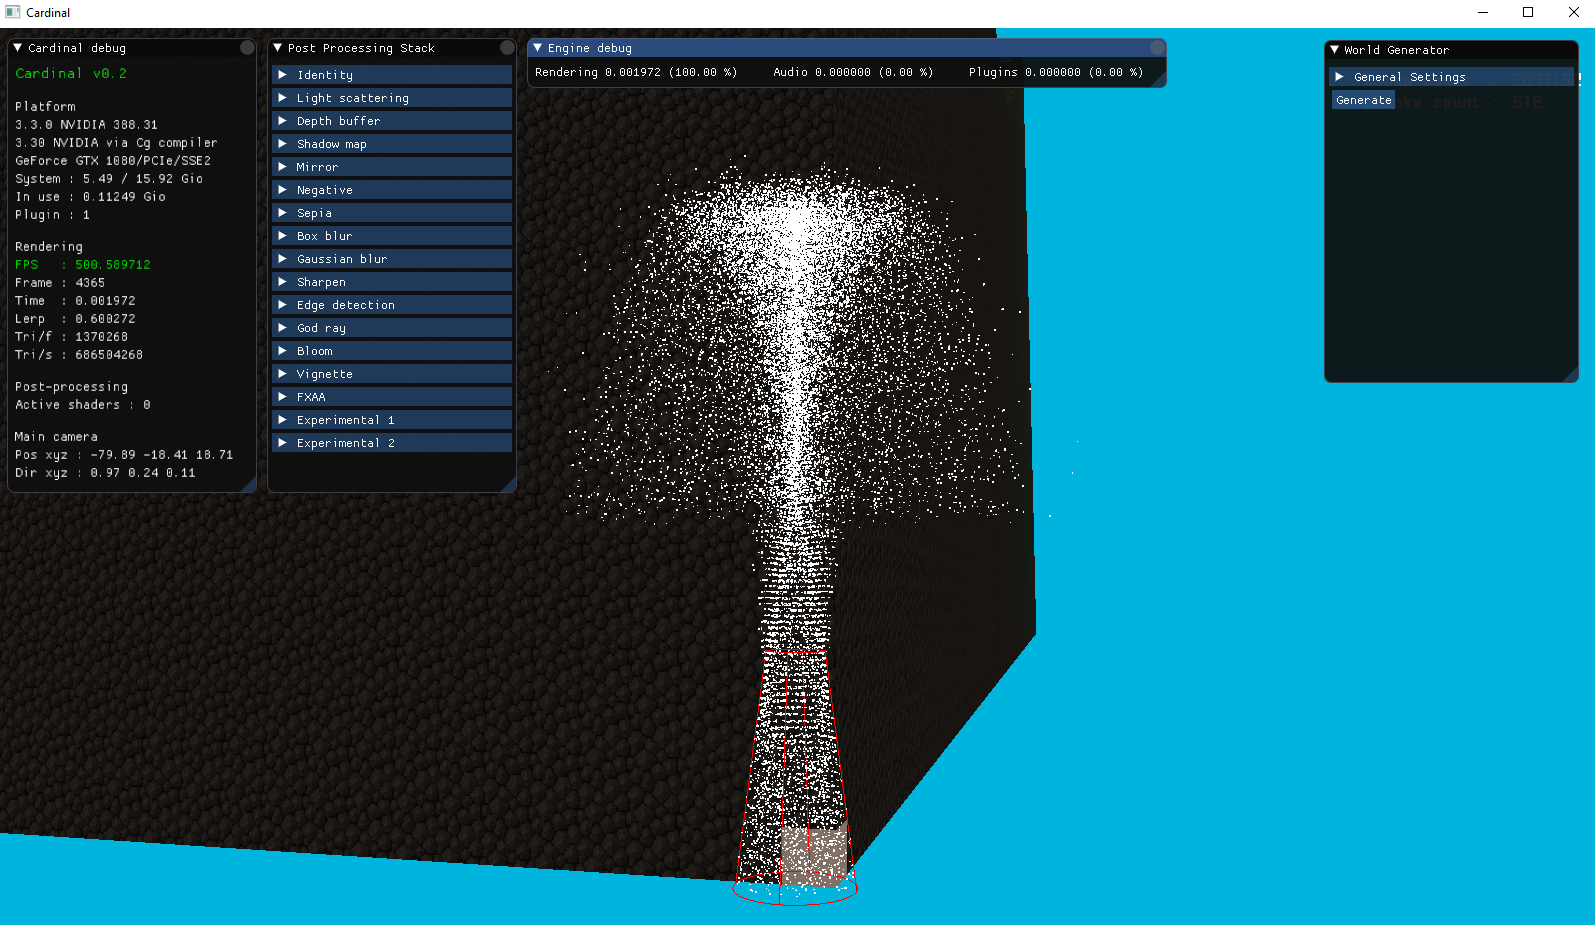 Cardinal
Cardinal debug
Cardinal v0.2
Platform
3.3.0 NVIDIA 388.31
3.30 NVIDIA via Cg compiler
GeForce GTX 1080/PCIe/SSE2
System : 5.49 / 15.92 Gio
In use : 0.11249 Gio
Plugin : 1
Rendering
FPS : 500.589712
Frame : 4365
Time : 0.001972
Lerp : 0.600272
Tri/f : 1370268
Tri/s : 686504268
Post-processing
Active shaders : 0
Main camera
Pos xyz : -79.89 -18.41 18.71
Dir xyz : 0.97 0.24 0.11
Post Processing Stack
Identity
Light scattering
Depth buffer
Shadow map
Mirror
Negative
Sepia
Box blur
Gaussian blur
Sharpen
Edge detection
God ray
Bloom
Vignette
FXAA
Experimental 1
Experimental 2
Engine debug
Rendering 0.001972 (100.00 %) Audio 0.000000 (0.00 %) Plugins 0.000000 (0.00 %)
World Generator
General Settings
Generate
count : 512